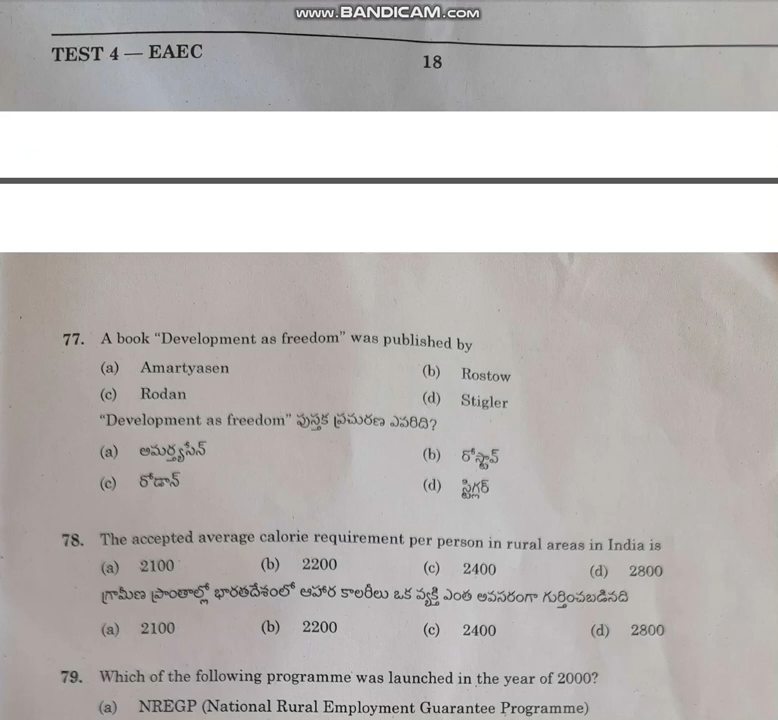 www.BANDICAM.com
TEST 4 — EAEC
18
77. A book “Development as freedom” was published by
(a) Amartyasen (b) Rostow
(c) Rodan (d) Stigler
“Development as freedom” పుస్తక ప్రచురణ ఎవరిది?
(a) అమర్త్యసేన్ (b) రోస్టావ్
(c) రోడాన్ (d) స్టిగ్లర్
78. The accepted average calorie requirement per person in rural areas in India is
(a) 2100 (b) 2200 (c) 2400 (d) 2800
గ్రామీణ ప్రాంతాల్లో భారతదేశంలో ఆహార కాలరీలు ఒక వ్యక్తి ఎంత అవసరంగా గుర్తించబడినది
(a) 2100 (b) 2200 (c) 2400 (d) 2800
79. Which of the following programme was launched in the year of 2000?
(a) NREGP (National Rural Employment Guarantee Programme)